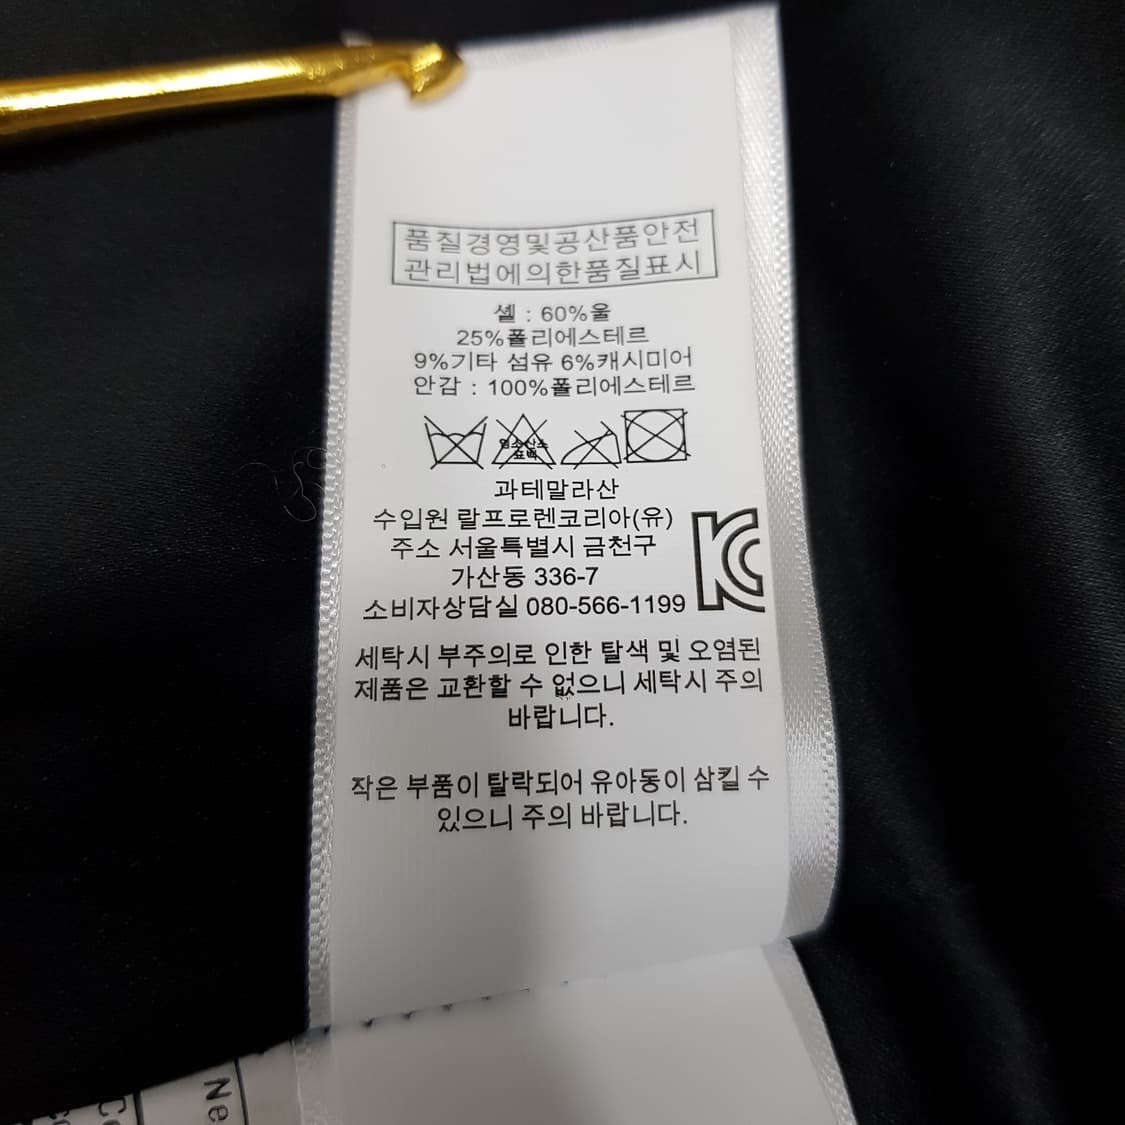 품질경영및공산품안전
관리법에의한품질표시
셸 : 60%울
25%폴리에스테르
9%기타 섬유 6%캐시미어
안감 : 100%폴리에스테르
염소산소
표백
과테말라산
수입원 랄프로렌코리아(유)
주소 서울특별시 금천구
가산동 336-7
소비자상담실 080-566-1199
세탁시 부주의로 인한 탈색 및 오염된
제품은 교환할 수 없으니 세탁시 주의
바랍니다.
작은 부품이 탈락되어 유아동이 삼킬 수
있으니 주의 바랍니다.